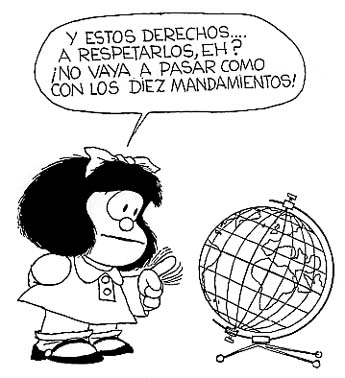 Y ESTOS DERECHOS....
A RESPETARLOS, EH?
¡NO VAYA A PASAR COMO
CON LOS DIEZ MANDAMIENTOS!